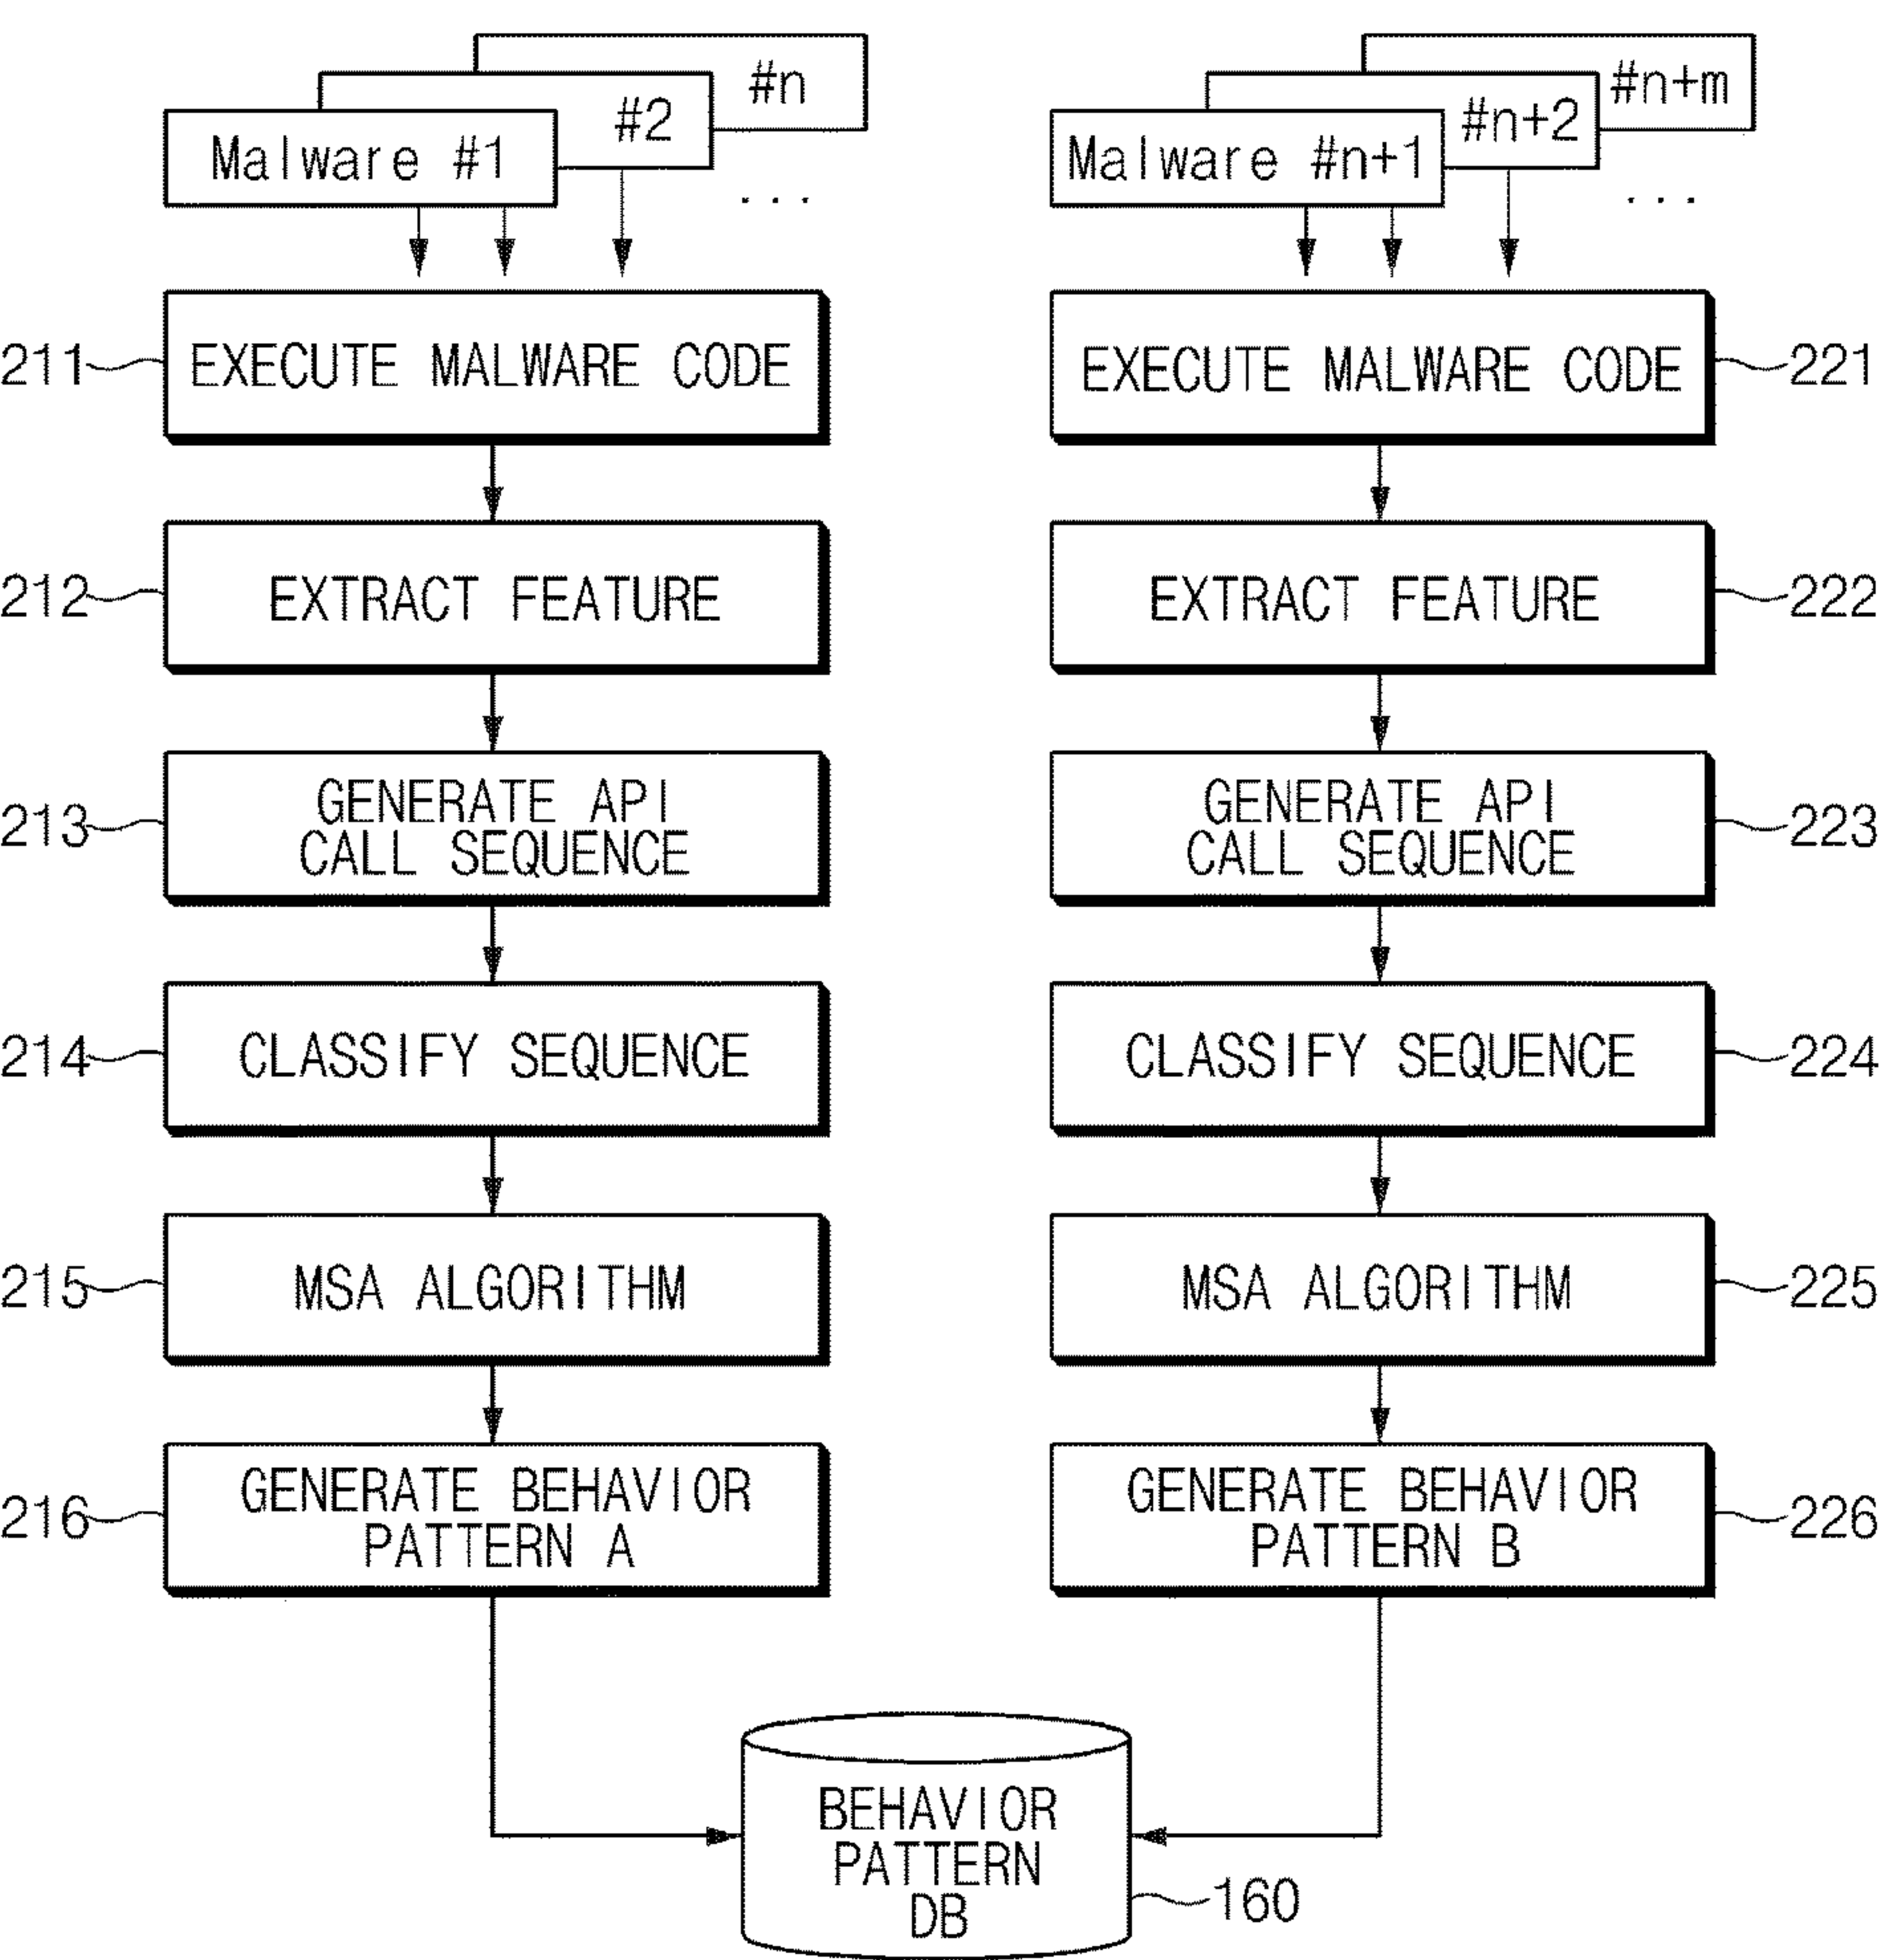 #n
#2
Malware #1
...
#n+m
#n+2
Malware #n+1
...
211
EXECUTE MALWARE CODE
EXECUTE MALWARE CODE
221
212
EXTRACT FEATURE
EXTRACT FEATURE
222
213
GENERATE API
CALL SEQUENCE
GENERATE API
CALL SEQUENCE
223
214
CLASSIFY SEQUENCE
CLASSIFY SEQUENCE
224
215
MSA ALGORITHM
MSA ALGORITHM
225
216
GENERATE BEHAVIOR
PATTERN A
GENERATE BEHAVIOR
PATTERN B
226
BEHAVIOR
PATTERN
DB
160